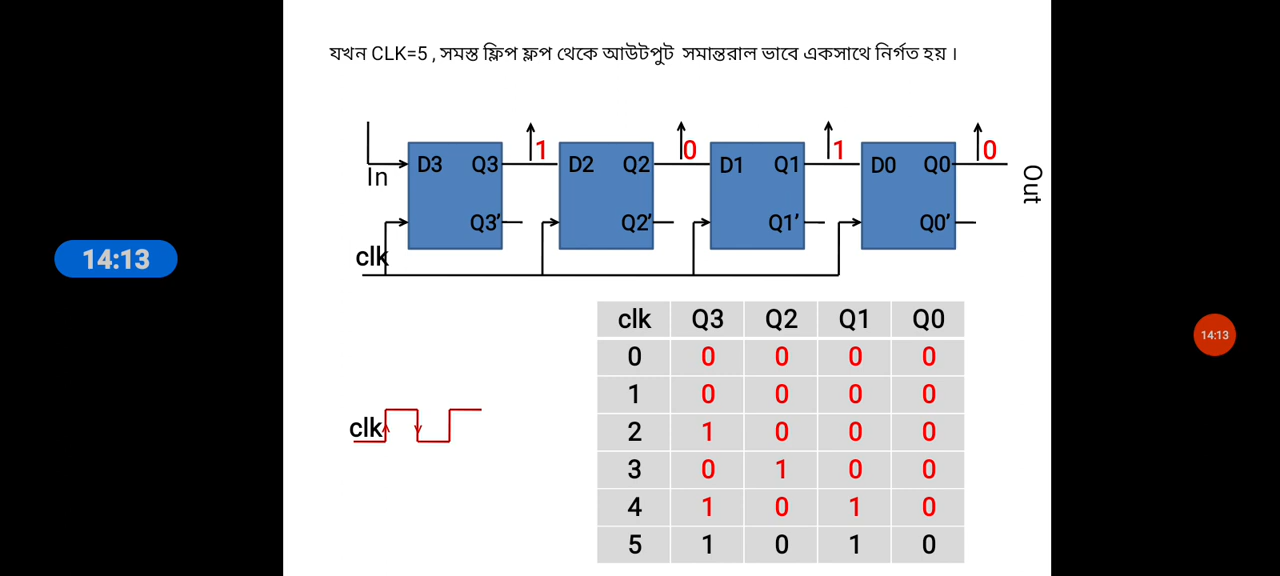 যখন CLK=5 , সমস্ত ফ্লিপ ফ্লপ থেকে আউটপুট সমান্তরাল ভাবে একসাথে নির্গত হয় ।
1 0 1 0
In D3 Q3 D2 Q2 D1 Q1 D0 Q0 Out
Q3’ Q2’ Q1’ Q0’
clk
14:13
14:13
clk
clk Q3 Q2 Q1 Q0
0 0 0 0 0
1 0 0 0 0
2 1 0 0 0
3 0 1 0 0
4 1 0 1 0
5 1 0 1 0